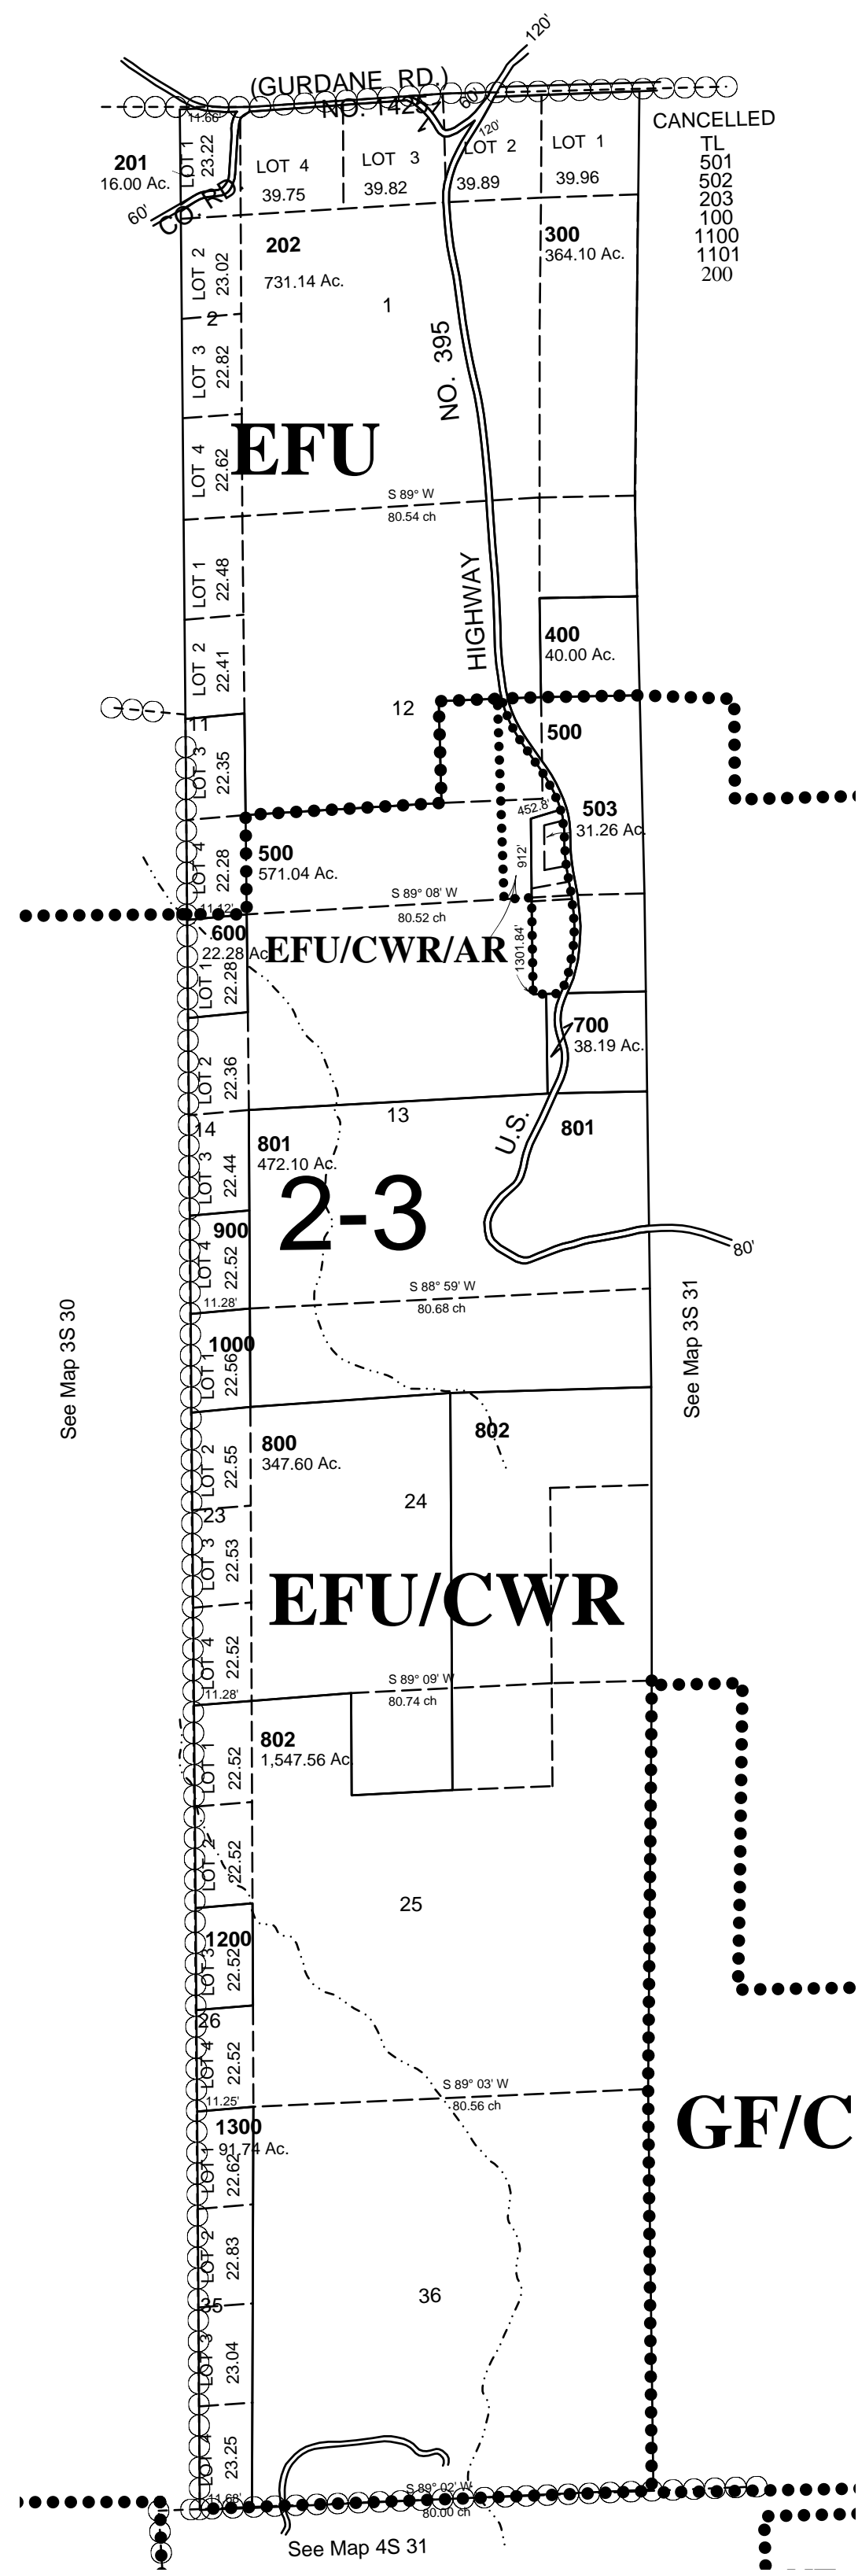 120'
(GURDANE RD.)
NO. 1425
60'
120'
CANCELLED
TL
501
502
203
100
1100
1101
200
11.66'
201
16.00 Ac.
60'
CO. RD.
LOT 1
23.22
LOT 4
39.75
LOT 3
39.82
LOT 2
39.89
LOT 1
39.96
202
731.14 Ac.
300
364.10 Ac.
1
LOT 2
23.02
2
LOT 3
22.82
NO. 395
EFU
LOT 4
22.62
S 89° W
80.54 ch
LOT 1
22.48
HIGHWAY
400
40.00 Ac.
LOT 2
22.41
12
11
500
LOT 3
22.35
452.8'
503
31.26 Ac.
912'
500
571.04 Ac.
LOT 4
22.28
S 89° 08' W
80.52 ch
11.12'
600
22.28 Ac.
EFU/CWR/AR
1301.84'
LOT 1
22.28
700
38.19 Ac.
LOT 2
22.36
13
14
U.S.
801
801
472.10 Ac.
LOT 3
22.44
2-3
900
LOT 4
22.52
80'
S 88° 59' W
80.68 ch
11.28'
See Map 3S 30
See Map 3S 31
1000
LOT 1
22.56
800
347.60 Ac.
802
LOT 2
22.55
24
23
LOT 3
22.53
EFU/CWR
LOT 4
22.52
S 89° 09' W
80.74 ch
11.28'
802
1,547.56 Ac.
LOT 1
22.52
LOT 2
22.52
25
1200
LOT 3
22.52
26
LOT 4
22.52
S 89° 03' W
80.56 ch
11.25'
GF/C
1300
91.74 Ac.
LOT 1
22.62
LOT 2
22.83
36
35
LOT 3
23.04
LOT 4
23.25
S 89° 02' W
80.00 ch
11.68'
See Map 4S 31